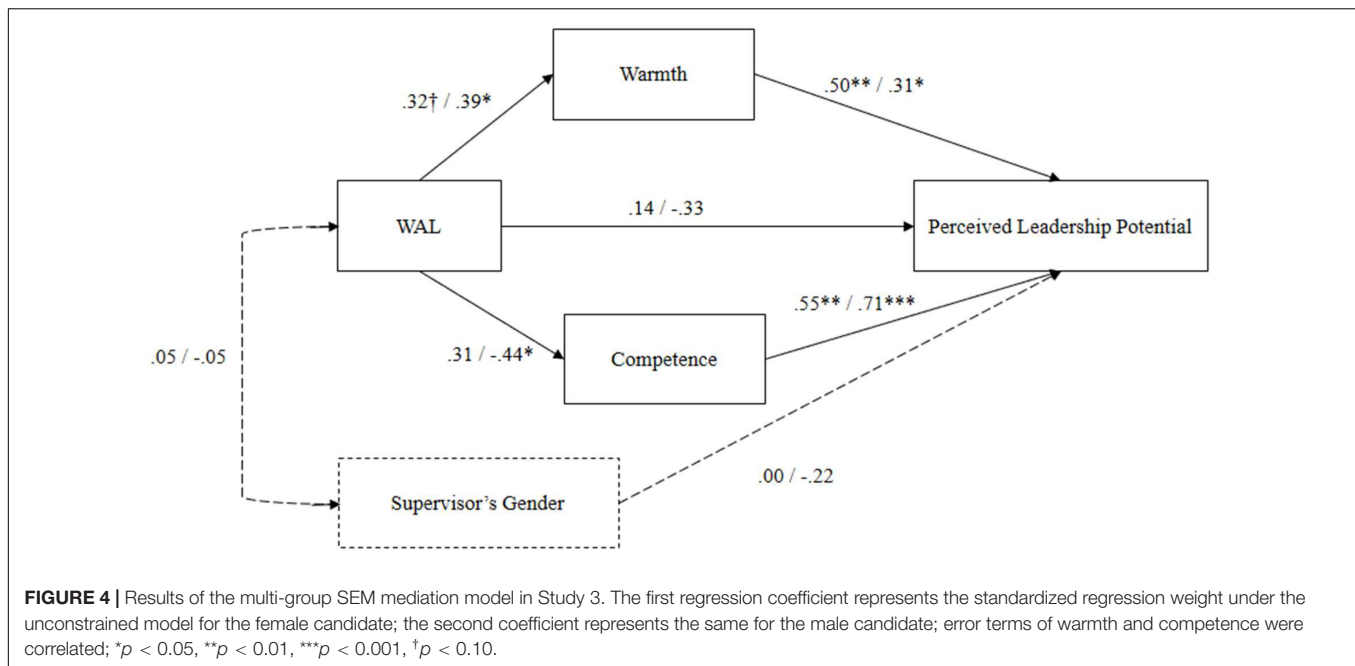 Warmth
.32† / .39*
.50** / .31*
WAL
.14 / -.33
Perceived Leadership Potential
.55** / .71***
.05 / -.05
.31 / -.44*
Competence
.00 / -.22
Supervisor’s Gender
FIGURE 4 | Results of the multi-group SEM mediation model in Study 3. The first regression coefficient represents the standardized regression weight under the
unconstrained model for the female candidate; the second coefficient represents the same for the male candidate; error terms of warmth and competence were
correlated; *p < 0.05, **p < 0.01, ***p < 0.001, †p < 0.10.